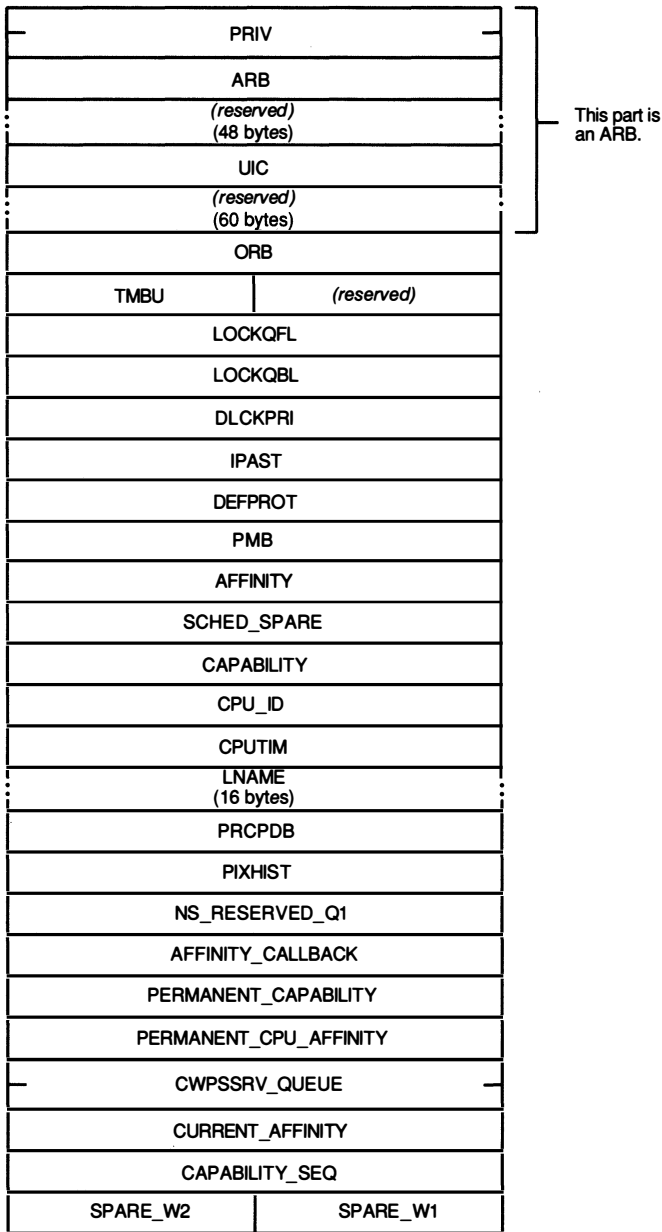 PRIV
ARB
(reserved)
(48 bytes)
This part is
an ARB.
UIC
(reserved)
(60 bytes)
ORB
TMBU (reserved)
LOCKQFL
LOCKQBL
DLCKPRI
IPAST
DEFPROT
PMB
AFFINITY
SCHED_SPARE
CAPABILITY
CPU_ID
CPUTIM
LNAME
(16 bytes)
PRCPDB
PIXHIST
NS_RESERVED_Q1
AFFINITY_CALLBACK
PERMANENT_CAPABILITY
PERMANENT_CPU_AFFINITY
CWPSSRV_QUEUE
CURRENT_AFFINITY
CAPABILITY_SEQ
SPARE_W2 SPARE_W1